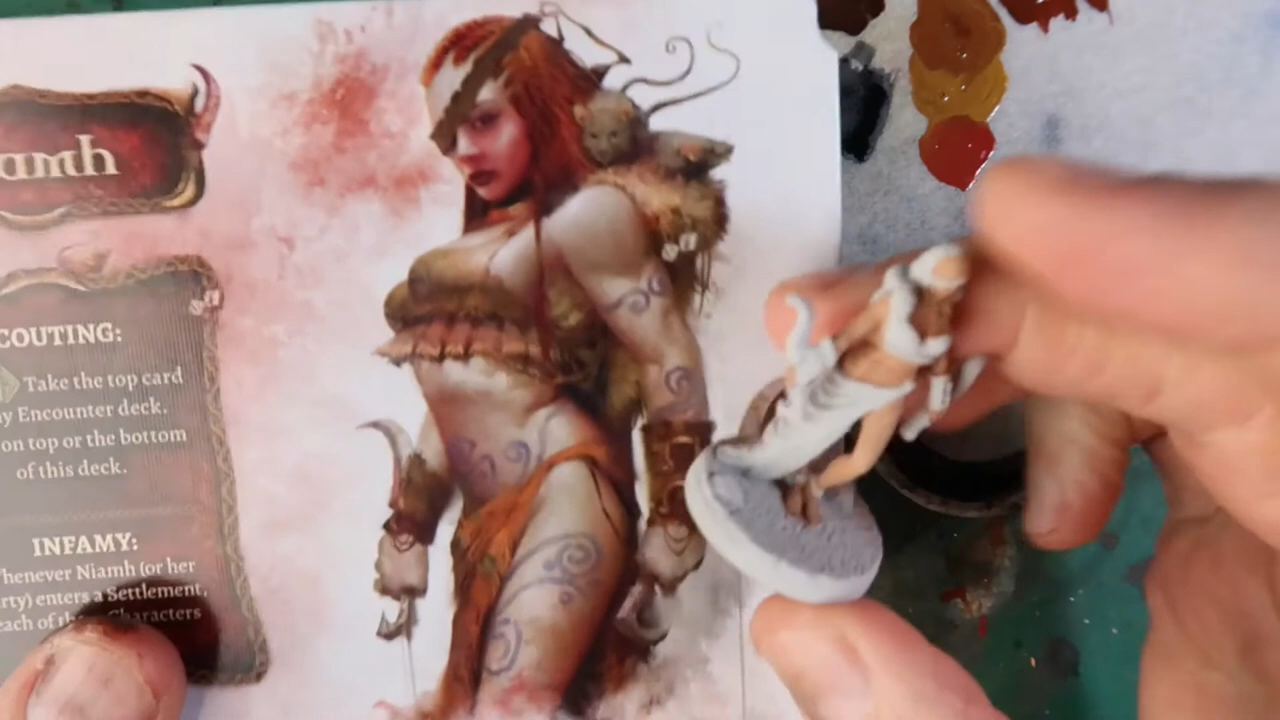 amh
COUTING:
Take the top card
y Encounter deck.
on top or the bottom
of this deck.
INFAMY:
henever Niamh (or her
rty) enters a Settlement,
each of Characters